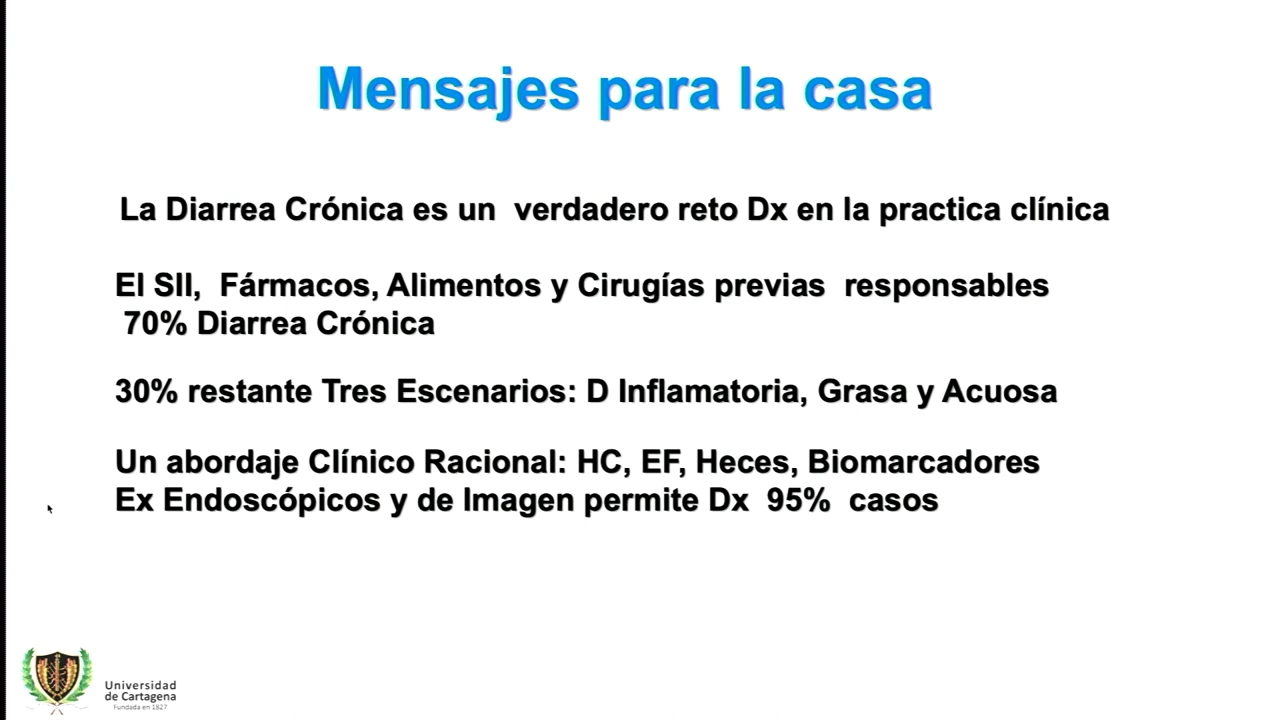 Mensajes para la casa
La Diarrea Crónica es un verdadero reto Dx en la practica clínica
El SII, Fármacos, Alimentos y Cirugías previas responsables
70% Diarrea Crónica
30% restante Tres Escenarios: D Inflamatoria, Grasa y Acuosa
Un abordaje Clínico Racional: HC, EF, Heces, Biomarcadores
Ex Endoscópicos y de Imagen permite Dx 95% casos
Universidad
de Cartagena
Fundada en 1827